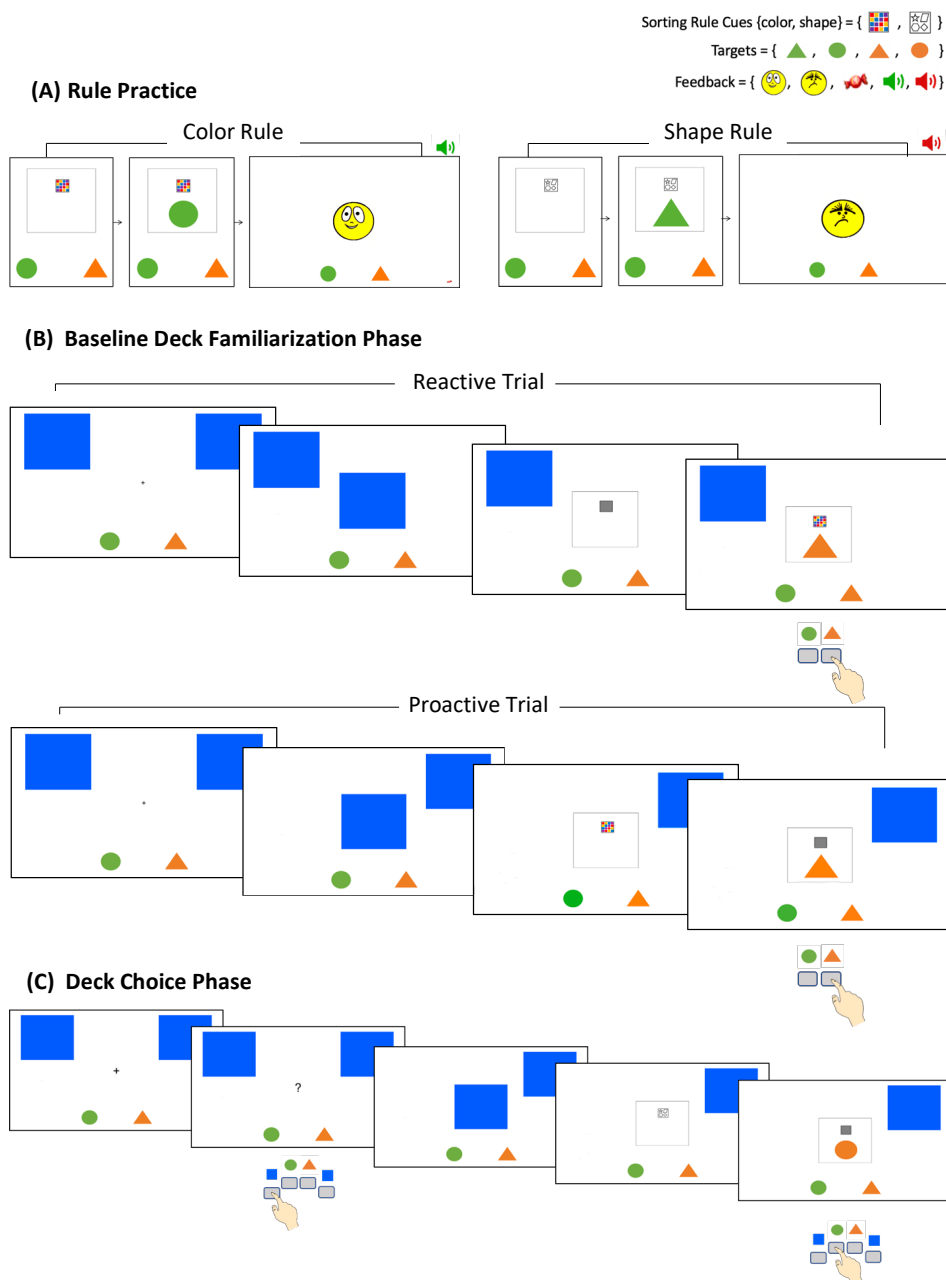 Sorting Rule Cues {color, shape} = { , }
Targets = { , , , }
Feedback = { , , , , }
(A) Rule Practice
Color Rule
Shape Rule
(B) Baseline Deck Familiarization Phase
Reactive Trial
+
Proactive Trial
+
(C) Deck Choice Phase
+
?